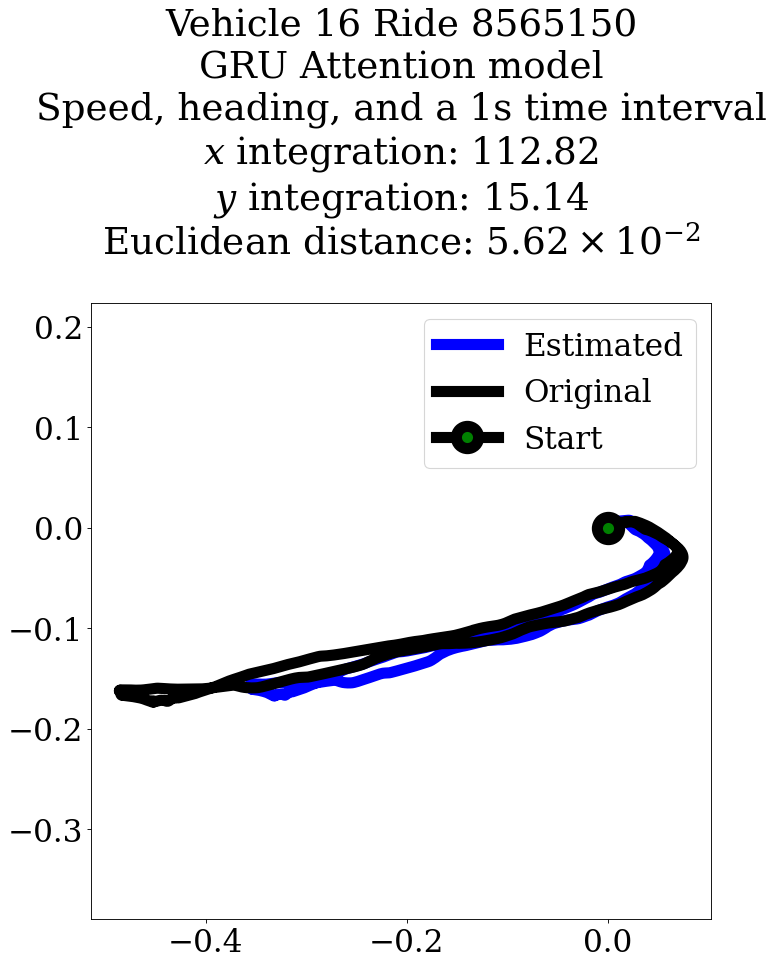 Vehicle 16 Ride 8565150
GRU Attention model
Speed, heading, and a 1s time interval
x integration: 112.82
y integration: 15.14
Euclidean distance: 5.62 × 10⁻²
Estimated
Original
Start
0.2
0.1
0.0
−0.1
−0.2
−0.3
−0.4
−0.2
0.0